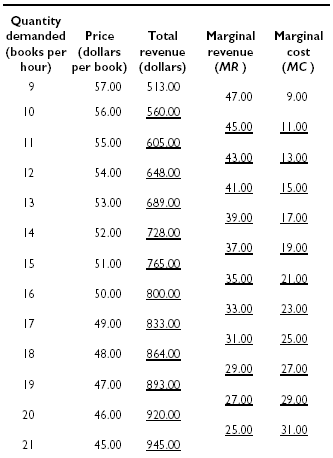 Quantity
demanded Price Total Marginal Marginal
(books per (dollars revenue revenue cost
hour) per book) (dollars) (MR) (MC)
9 57.00 513.00
47.00 9.00
10 56.00 560.00
45.00 11.00
11 55.00 605.00
43.00 13.00
12 54.00 648.00
41.00 15.00
13 53.00 689.00
39.00 17.00
14 52.00 728.00
37.00 19.00
15 51.00 765.00
35.00 21.00
16 50.00 800.00
33.00 23.00
17 49.00 833.00
31.00 25.00
18 48.00 864.00
29.00 27.00
19 47.00 893.00
27.00 29.00
20 46.00 920.00
25.00 31.00
21 45.00 945.00